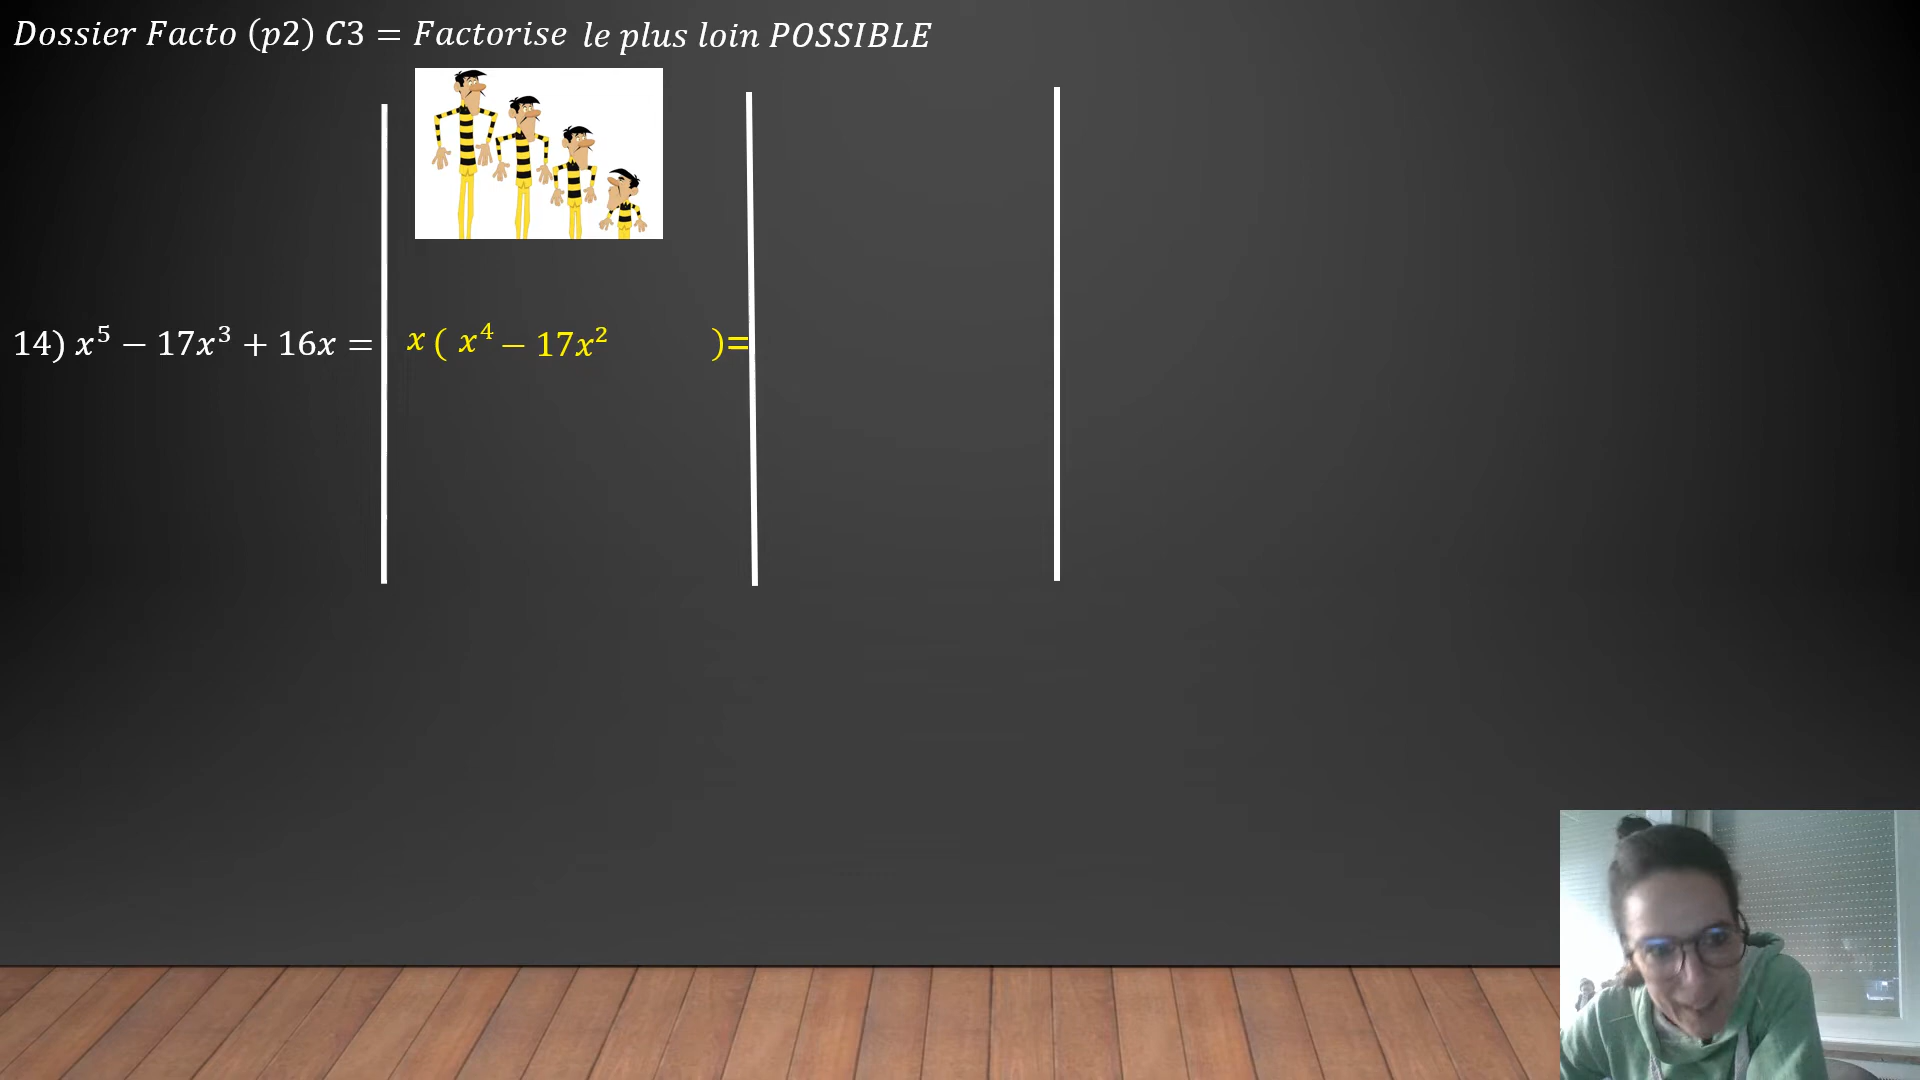 Dossier Facto (p2) C3 = Factorise le plus loin POSSIBLE
14) x⁵ − 17x³ + 16x = x ( x⁴ − 17x² )=